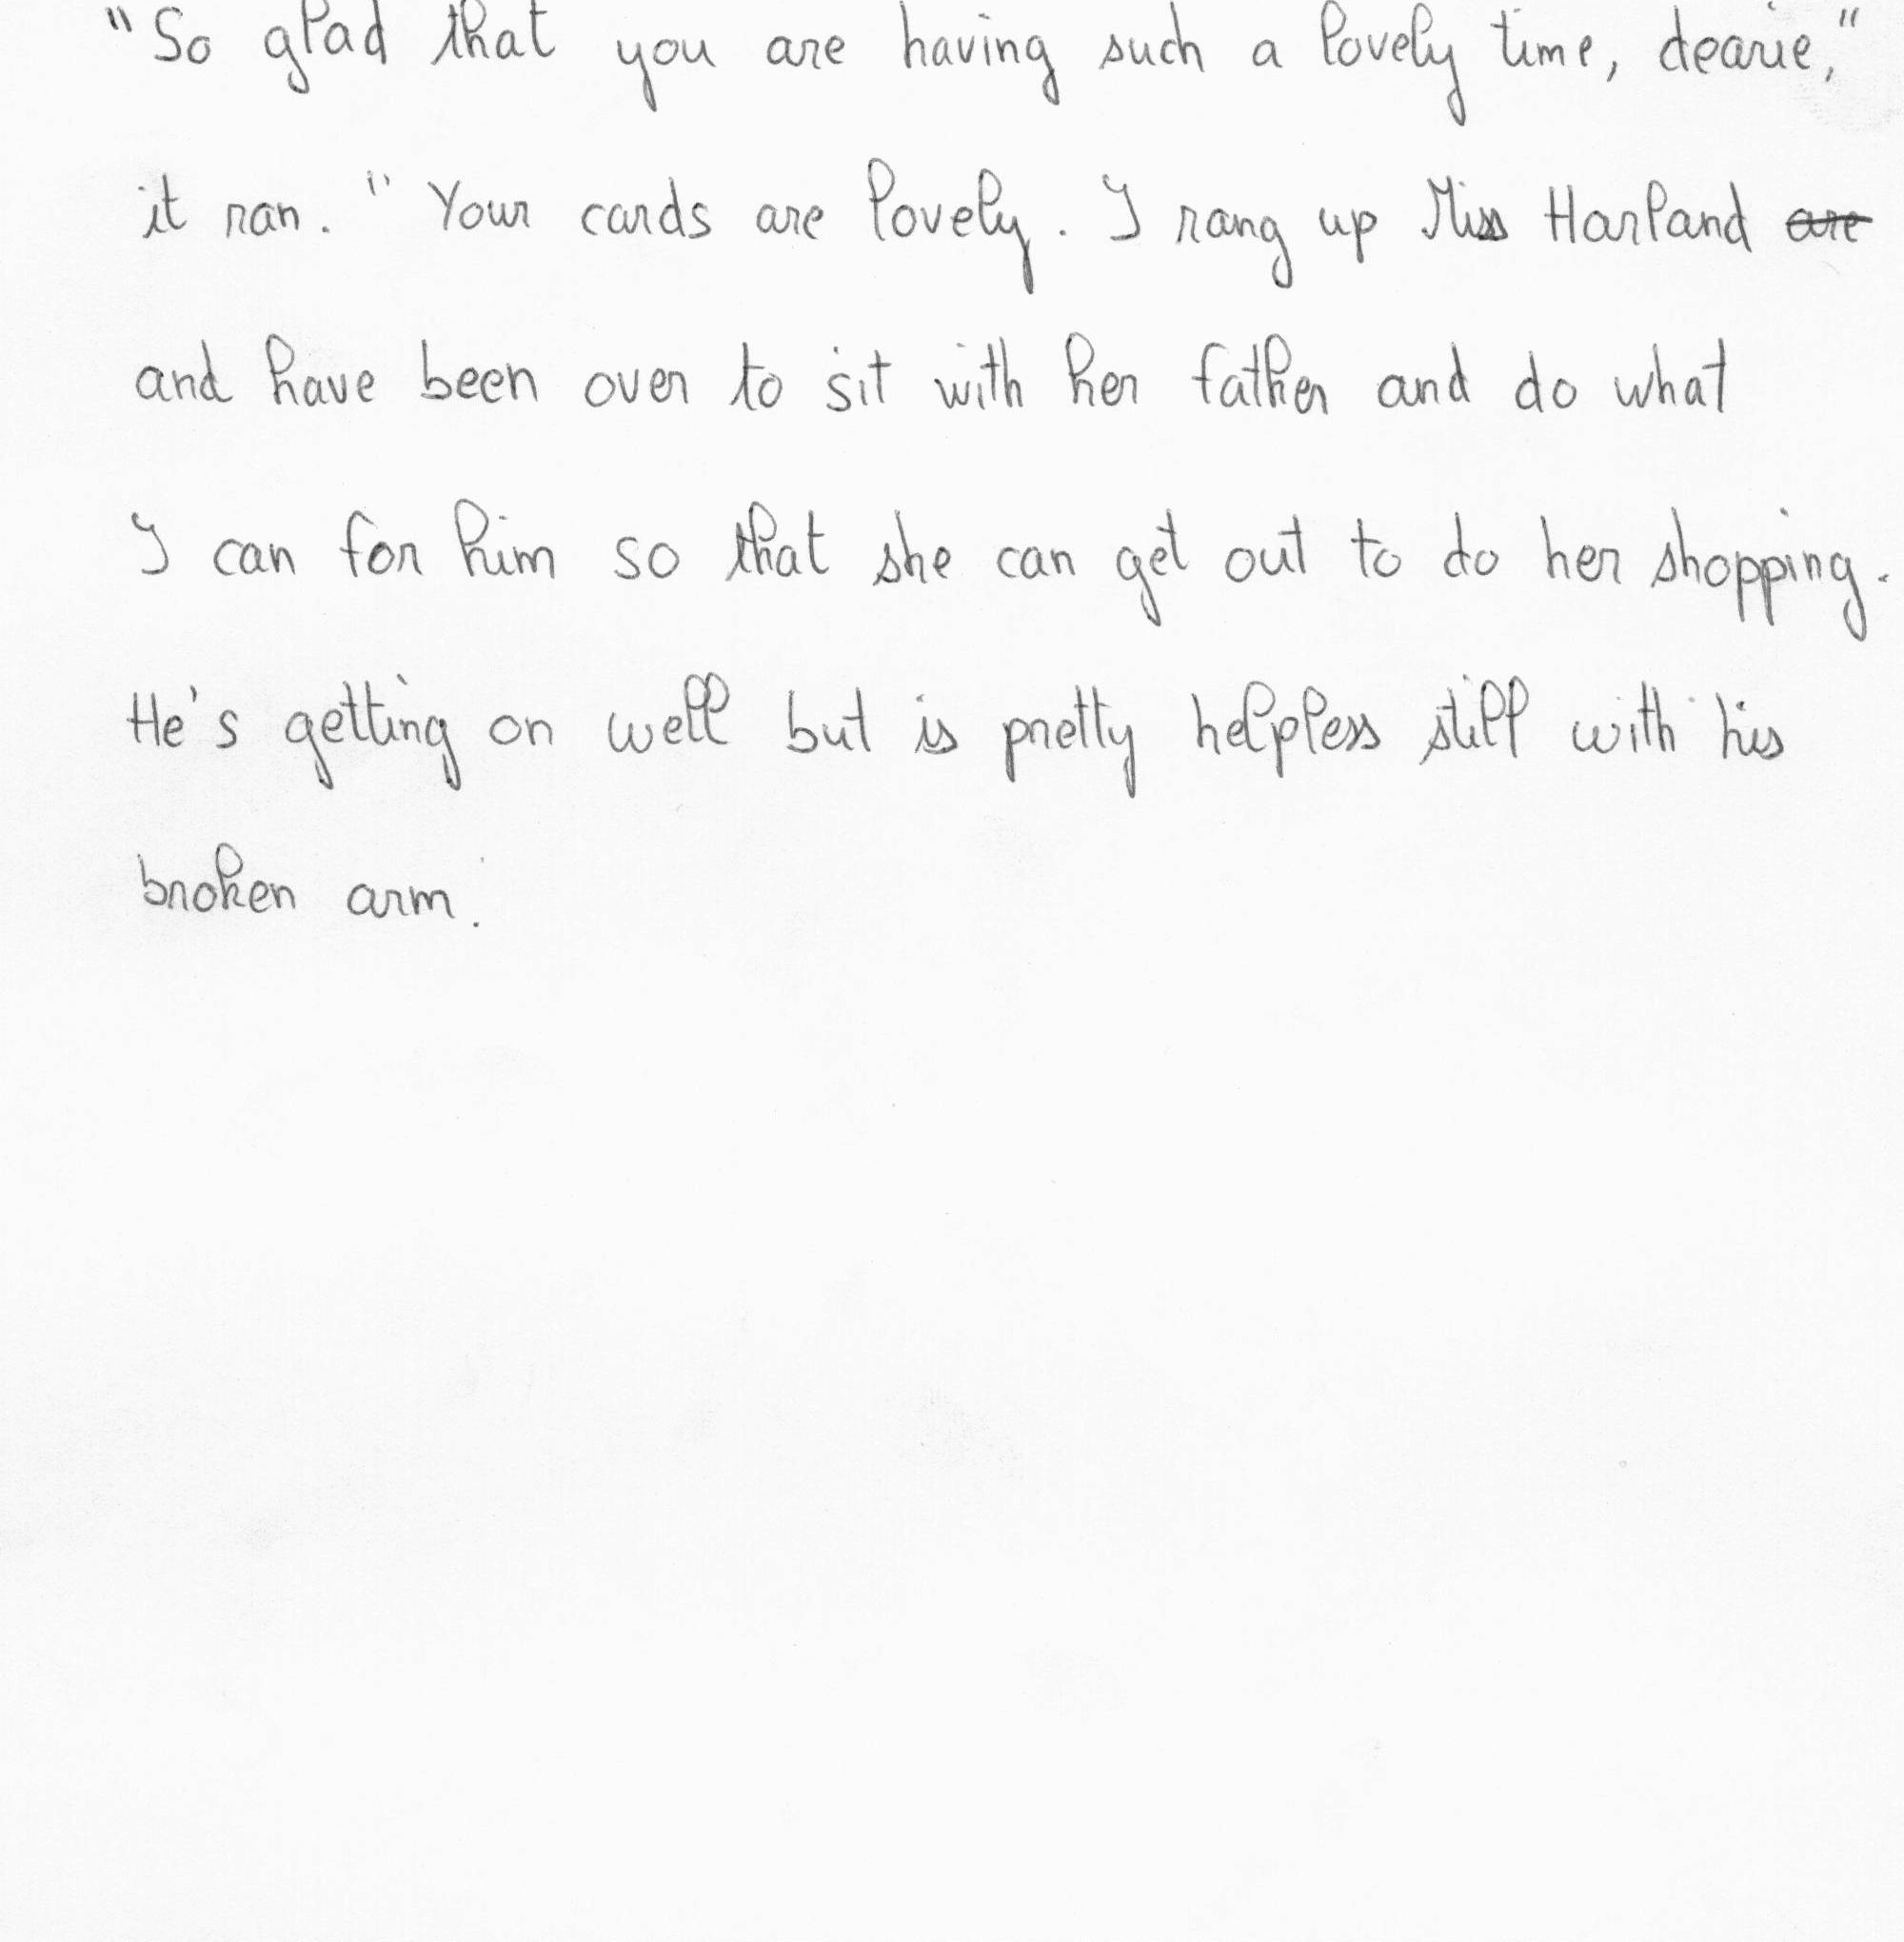 "So glad that you are having such a lovely time, dearie,"
it ran. "Your cards are lovely. I rang up Miss Harland ~~are~~
and have been over to sit with her father and do what
I can for him so that she can get out to do her shopping.
He's getting on well but is pretty helpless still with his
broken arm.